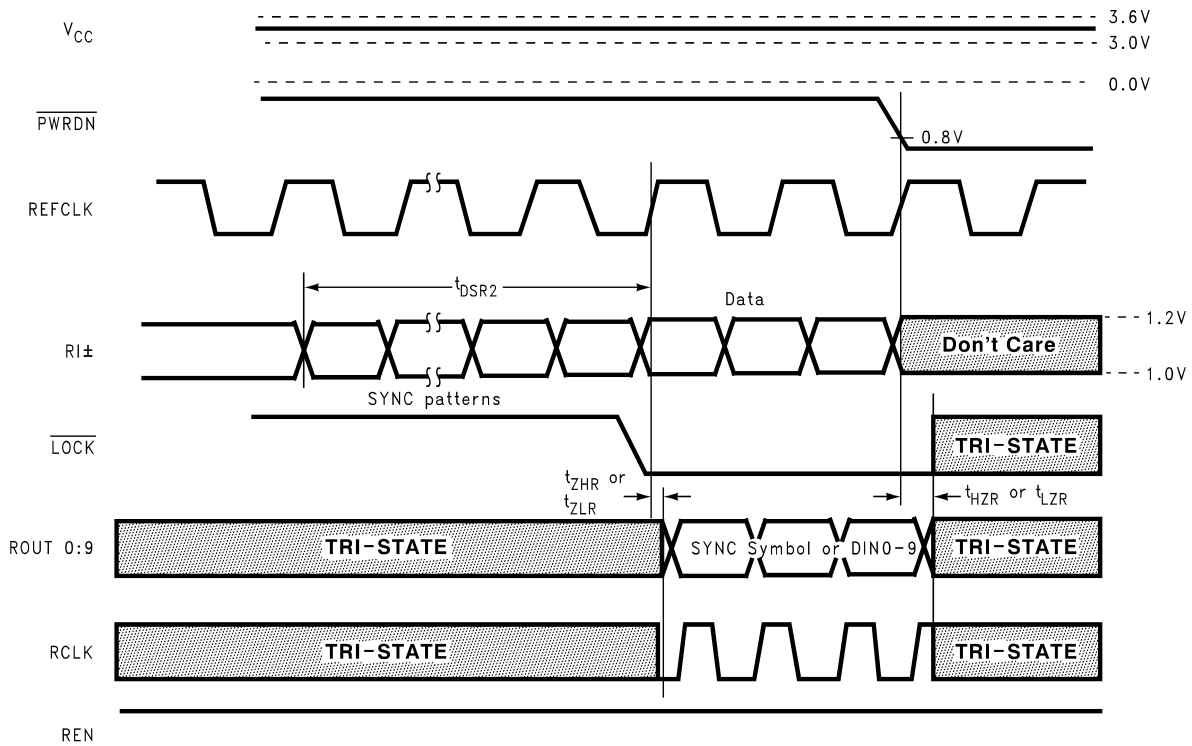 3.6V
VCC
3.0V
0.0V
PWRDN
0.8V
REFCLK
tDSR2
Data
1.2V
RI±
Don't Care
1.0V
SYNC patterns
LOCK
TRI-STATE
tZHR or
tZLR
tHZR or tLZR
ROUT 0:9
TRI-STATE
SYNC Symbol or DIN0-9
TRI-STATE
RCLK
TRI-STATE
TRI-STATE
REN